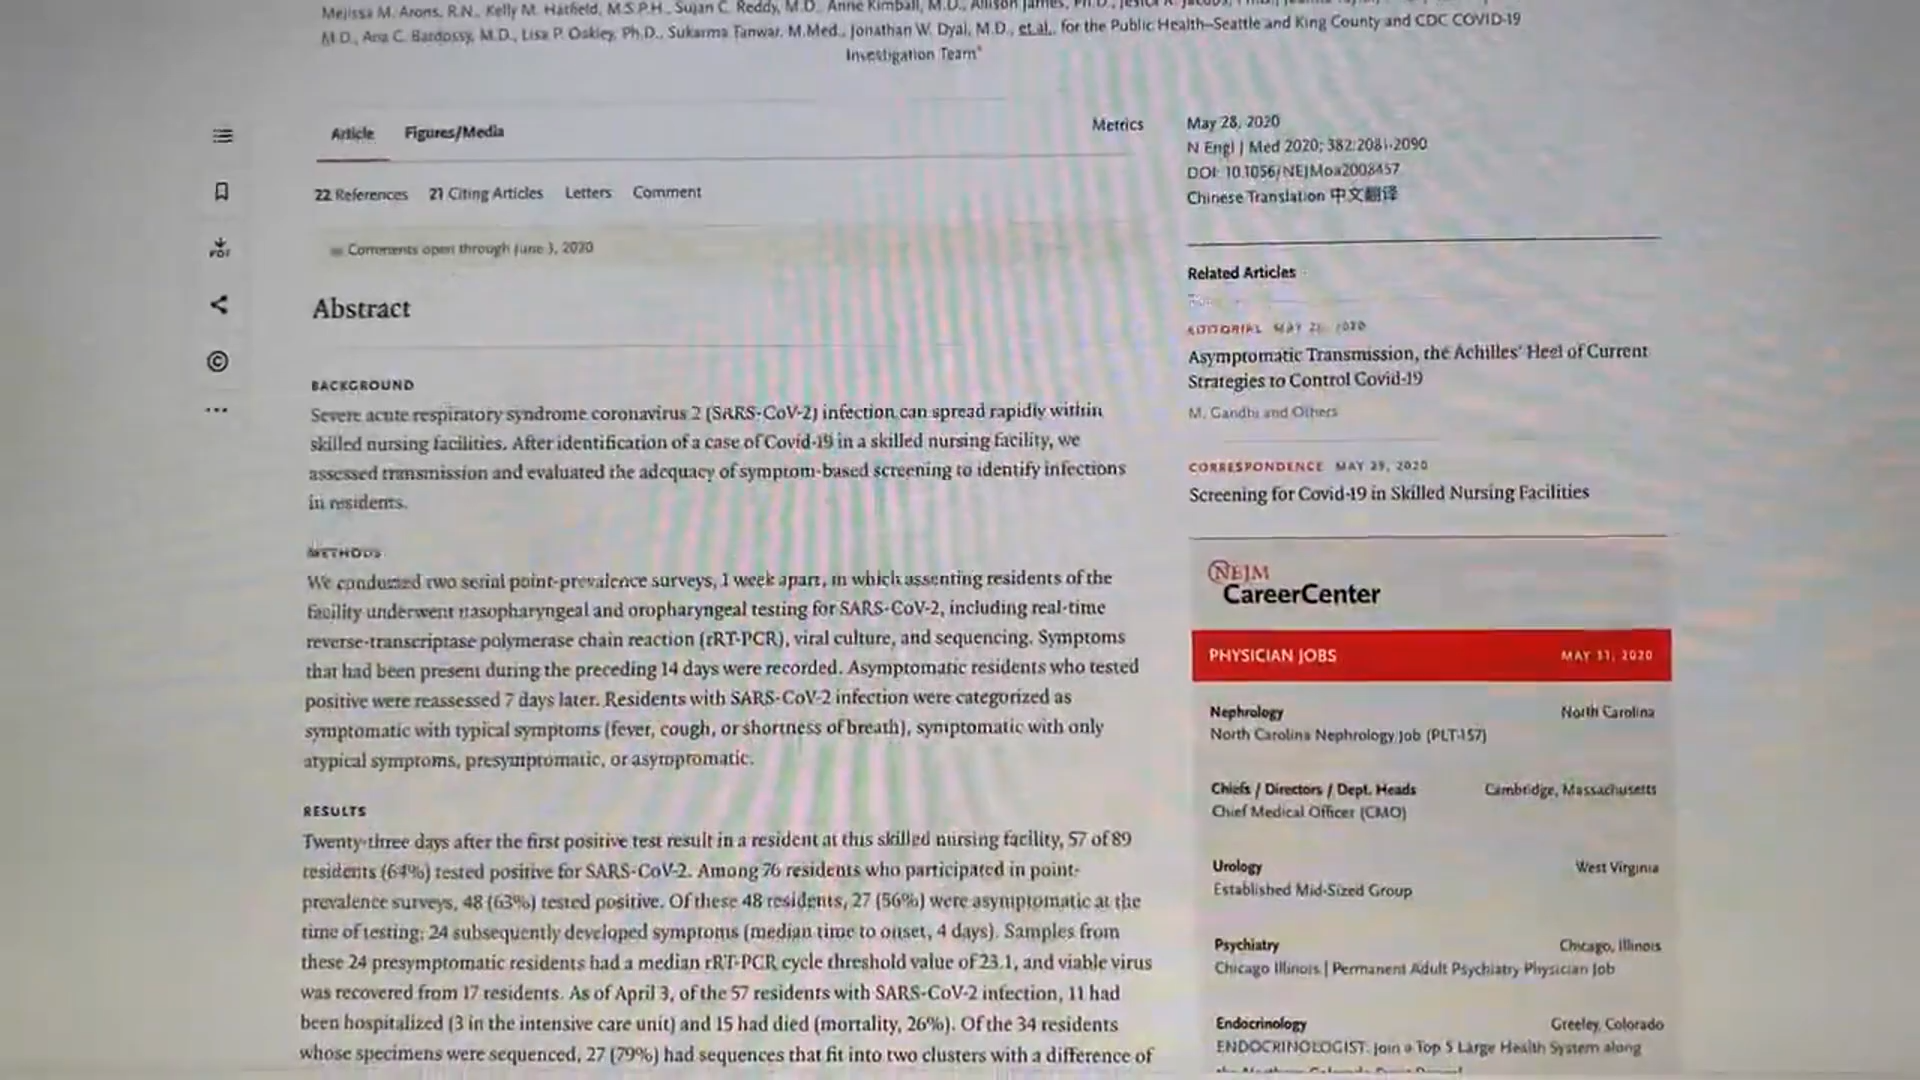 Melissa M. Arons, R.N., Kelly M. Hatfield, M.S.P.H., Sujan C. Reddy, M.D., Anne Kimball, M.D., Allison James, Ph.D.,
M.D., Ana C. Bardossy, M.D., Lisa P. Oakley, Ph.D., Sukarma Tanwar, M.Med., Jonathan W. Dyal, M.D., et al., for the Public Health–Seattle and King County and CDC COVID-19
Investigation Team*
Article Figures/Media Metrics
22 References 21 Citing Articles Letters Comment
Comments open through June 3, 2020
PDF
Abstract
BACKGROUND
Severe acute respiratory syndrome coronavirus 2 (SARS-CoV-2) infection can spread rapidly within
skilled nursing facilities. After identification of a case of Covid-19 in a skilled nursing facility, we
assessed transmission and evaluated the adequacy of symptom-based screening to identify infections
in residents.
METHODS
We conducted two serial point-prevalence surveys, 1 week apart, in which assenting residents of the
facility underwent nasopharyngeal and oropharyngeal testing for SARS-CoV-2, including real-time
reverse-transcriptase polymerase chain reaction (rRT-PCR), viral culture, and sequencing. Symptoms
that had been present during the preceding 14 days were recorded. Asymptomatic residents who tested
positive were reassessed 7 days later. Residents with SARS-CoV-2 infection were categorized as
symptomatic with typical symptoms (fever, cough, or shortness of breath), symptomatic with only
atypical symptoms, presymptomatic, or asymptomatic.
RESULTS
Twenty-three days after the first positive test result in a resident at this skilled nursing facility, 57 of 89
residents (64%) tested positive for SARS-CoV-2. Among 76 residents who participated in point-
prevalence surveys, 48 (63%) tested positive. Of these 48 residents, 27 (56%) were asymptomatic at the
time of testing; 24 subsequently developed symptoms (median time to onset, 4 days). Samples from
these 24 presymptomatic residents had a median rRT-PCR cycle threshold value of 23.1, and viable virus
was recovered from 17 residents. As of April 3, of the 57 residents with SARS-CoV-2 infection, 11 had
been hospitalized (3 in the intensive care unit) and 15 had died (mortality, 26%). Of the 34 residents
whose specimens were sequenced, 27 (79%) had sequences that fit into two clusters with a difference of
May 28, 2020
N Engl J Med 2020; 382:2081-2090
DOI: 10.1056/NEJMoa2008457
Chinese Translation 中文翻译
Related Articles
EDITORIAL MAY 28, 2020
Asymptomatic Transmission, the Achilles' Heel of Current
Strategies to Control Covid-19
M. Gandhi and Others
CORRESPONDENCE MAY 29, 2020
Screening for Covid-19 in Skilled Nursing Facilities
NEJM
CareerCenter
PHYSICIAN JOBS MAY 31, 2020
Nephrology North Carolina
North Carolina Nephrology Job (PLT-157)
Chiefs / Directors / Dept. Heads Cambridge, Massachusetts
Chief Medical Officer (CMO)
Urology West Virginia
Established Mid-Sized Group
Psychiatry Chicago, Illinois
Chicago Illinois | Permanent Adult Psychiatry Physician Job
Endocrinology Greeley, Colorado
ENDOCRINOLOGIST: Join a Top 5 Large Health System along